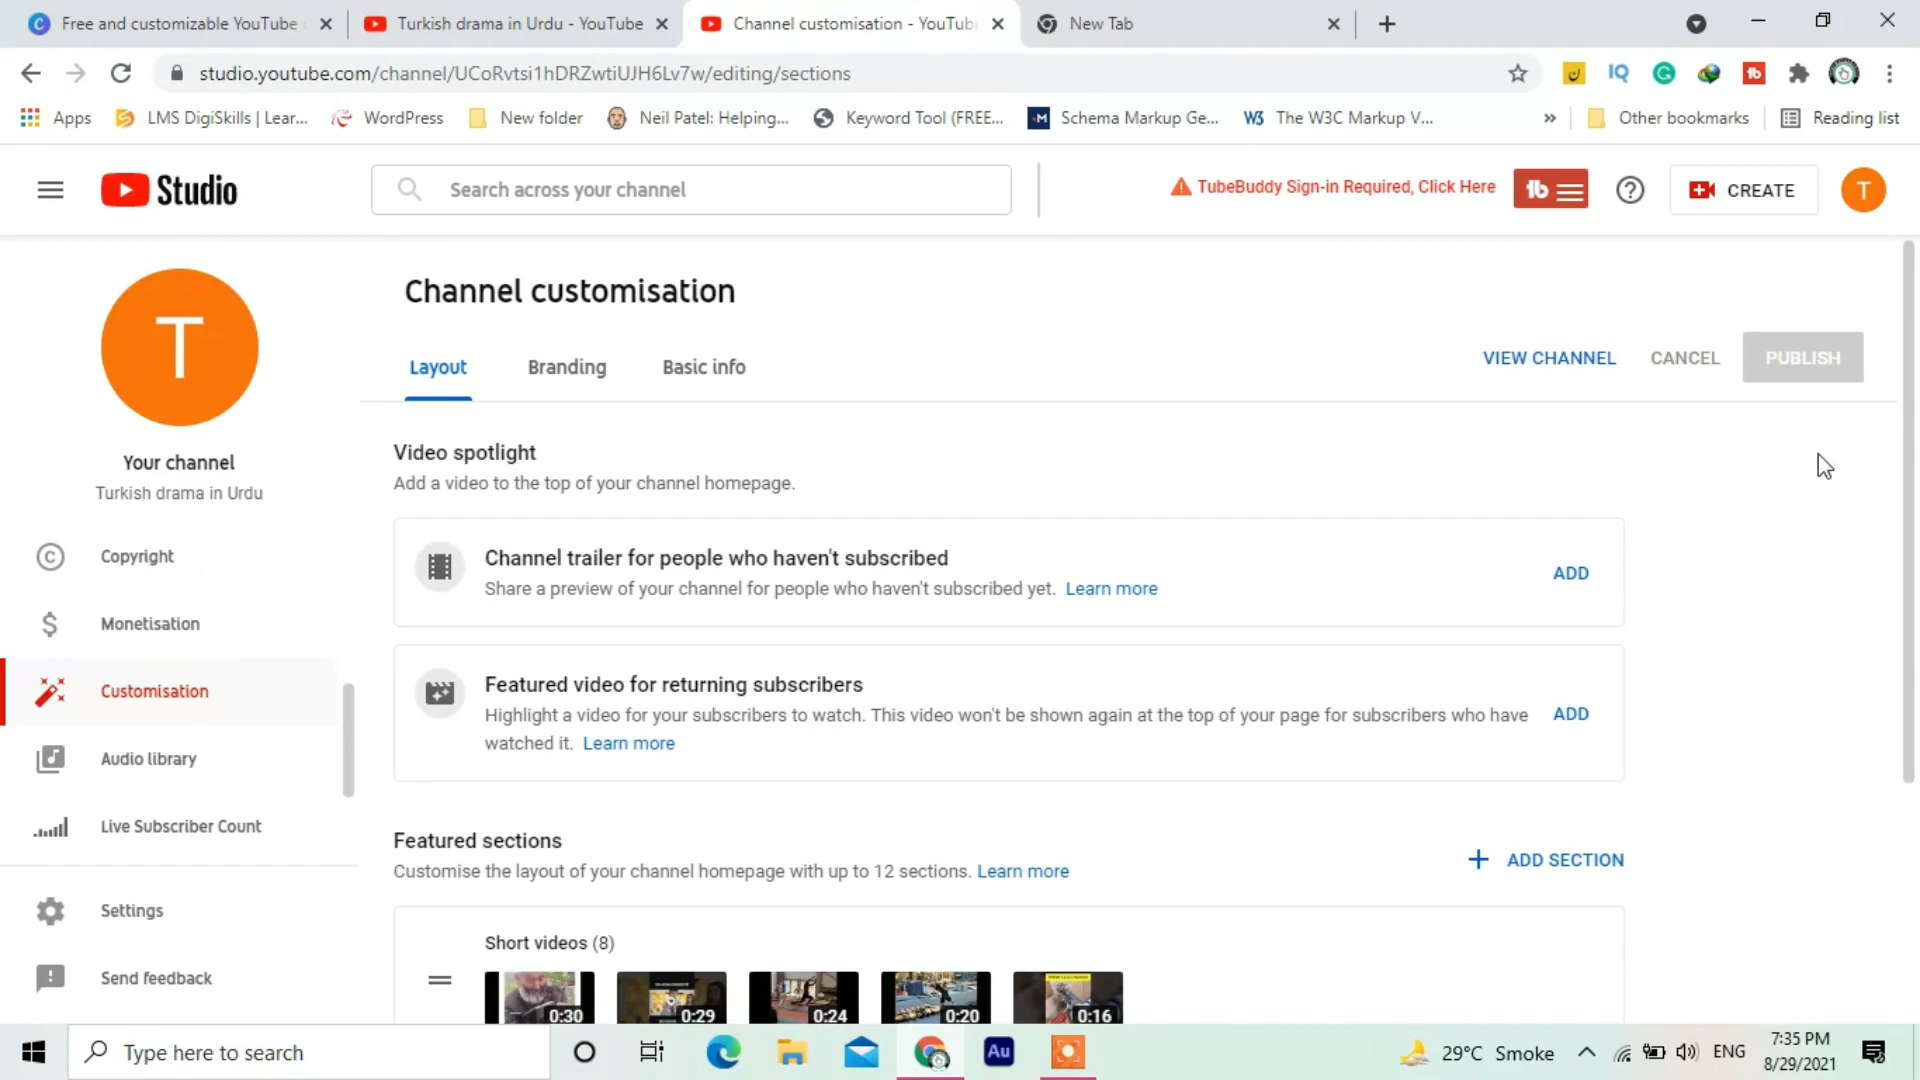 Free and customizable YouTube
Turkish drama in Urdu - YouTube
Channel customisation - YouTube
New Tab
studio.youtube.com/channel/UCoRvtsi1hDRZwtiUJH6Lv7w/editing/sections
IQ
Apps
LMS DigiSkills | Lear...
WordPress
New folder
Neil Patel: Helping...
Keyword Tool (FREE...
Schema Markup Ge...
W3 The W3C Markup V...
»
Other bookmarks
Reading list
Studio
Search across your channel
TubeBuddy Sign-in Required, Click Here
CREATE
T
T
Channel customisation
Layout
Branding
Basic info
VIEW CHANNEL
CANCEL
PUBLISH
Your channel
Turkish drama in Urdu
Copyright
Monetisation
Customisation
Audio library
Live Subscriber Count
Settings
Send feedback
Video spotlight
Add a video to the top of your channel homepage.
Channel trailer for people who haven't subscribed
Share a preview of your channel for people who haven't subscribed yet. Learn more
ADD
Featured video for returning subscribers
Highlight a video for your subscribers to watch. This video won't be shown again at the top of your page for subscribers who have
watched it. Learn more
ADD
Featured sections
Customise the layout of your channel homepage with up to 12 sections. Learn more
+ ADD SECTION
Short videos (8)
0:30
0:29
0:24
0:20
0:16
Type here to search
Au
29°C Smoke
ENG
7:35 PM
8/29/2021